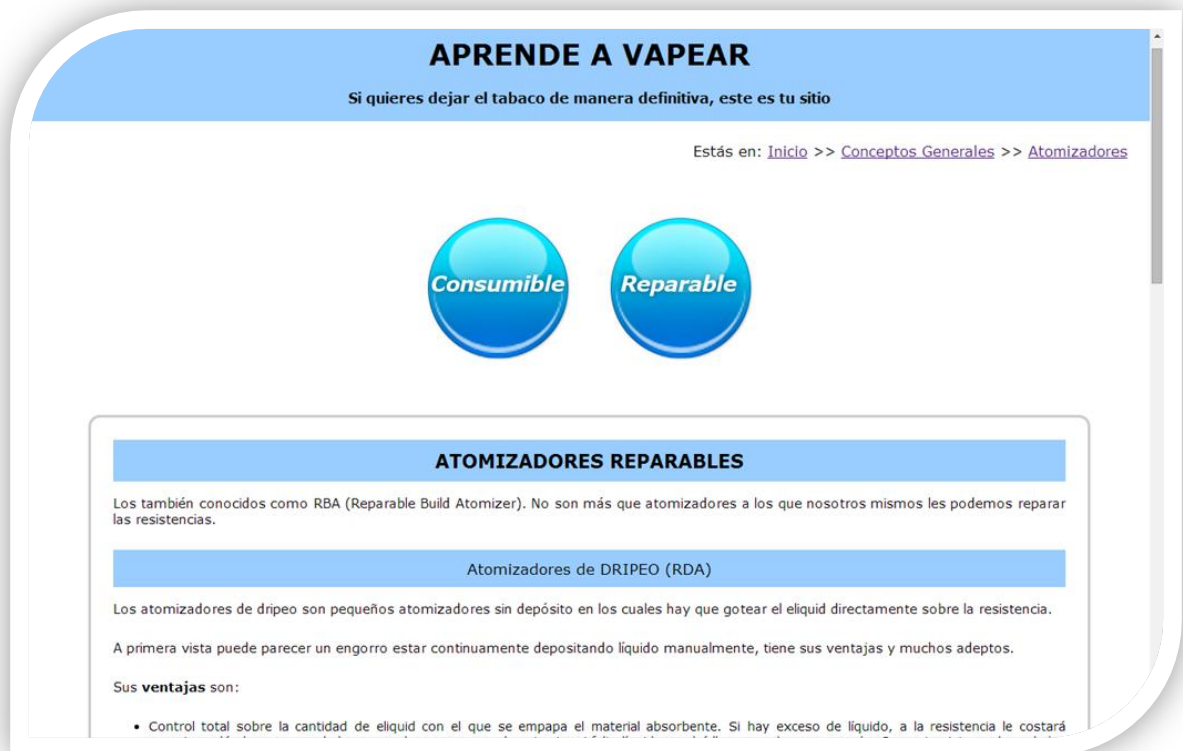 APRENDE A VAPEAR
Si quieres dejar el tabaco de manera definitiva, este es tu sitio
Estás en: Inicio >> Conceptos Generales >> Atomizadores
Consumible
Reparable
ATOMIZADORES REPARABLES
Los también conocidos como RBA (Reparable Build Atomizer). No son más que atomizadores a los que nosotros mismos les podemos reparar
las resistencias.
Atomizadores de DRIPEO (RDA)
Los atomizadores de dripeo son pequeños atomizadores sin depósito en los cuales hay que gotear el eliquid directamente sobre la resistencia.
A primera vista puede parecer un engorro estar continuamente depositando líquido manualmente, tiene sus ventajas y muchos adeptos.
Sus ventajas son:
• Control total sobre la cantidad de eliquid con el que se empapa el material absorbente. Si hay exceso de líquido, a la resistencia le costará